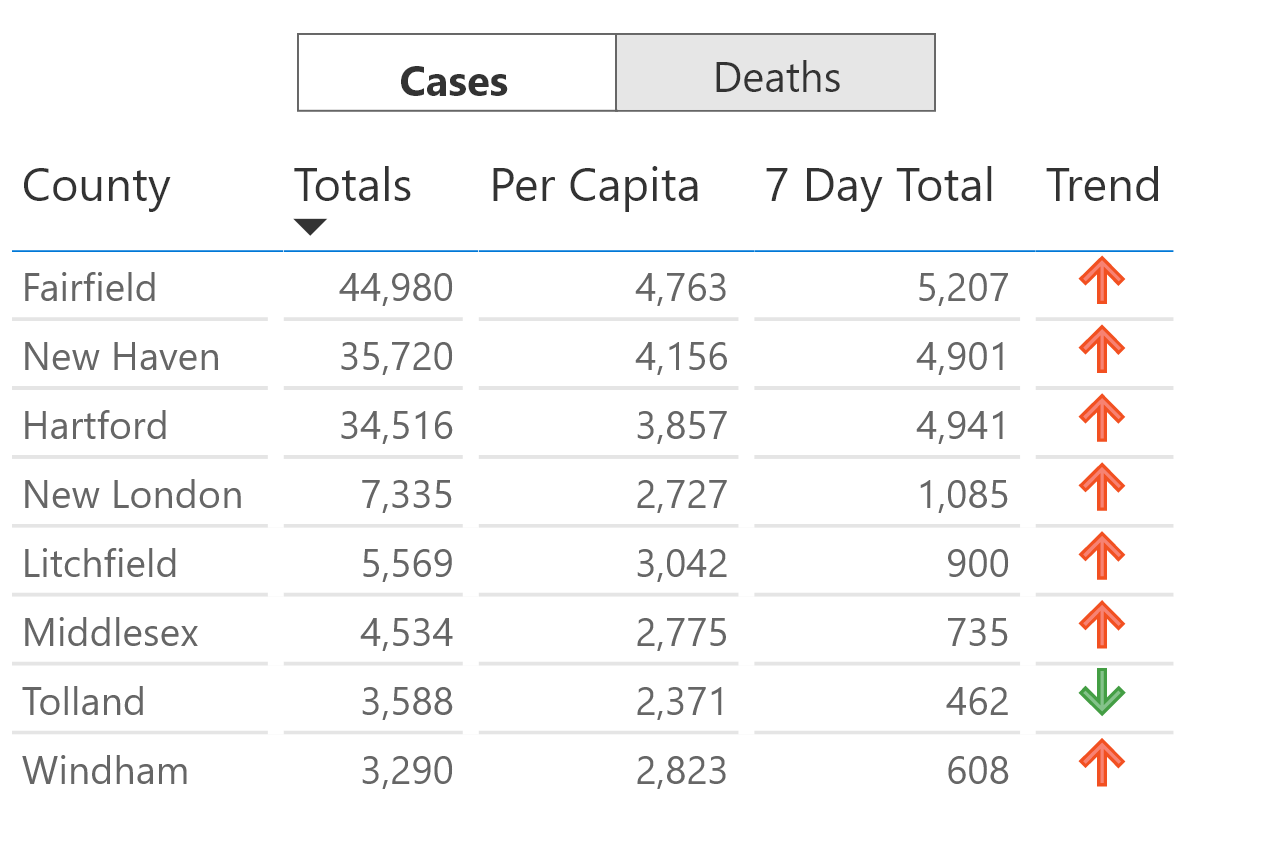 Cases Deaths
County Totals Per Capita 7 Day Total Trend
Fairfield 44,980 4,763 5,207
New Haven 35,720 4,156 4,901
Hartford 34,516 3,857 4,941
New London 7,335 2,727 1,085
Litchfield 5,569 3,042 900
Middlesex 4,534 2,775 735
Tolland 3,588 2,371 462
Windham 3,290 2,823 608